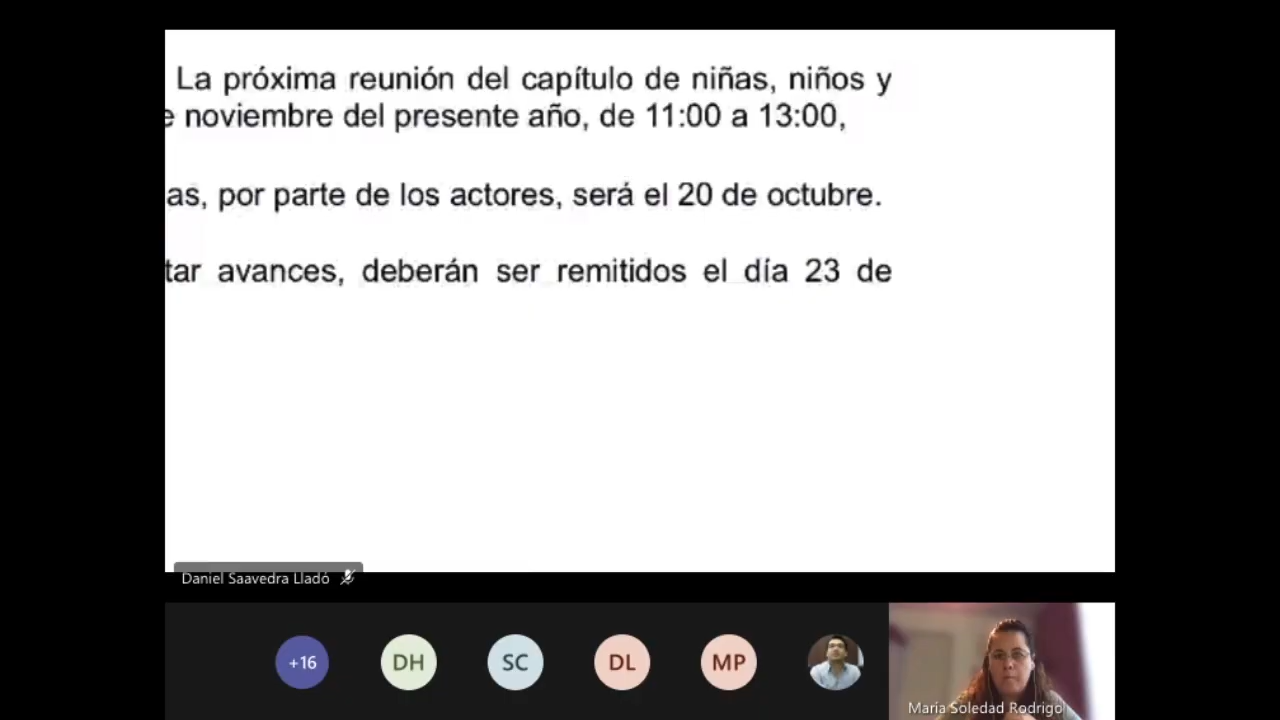 La próxima reunión del capítulo de niñas, niños y
e noviembre del presente año, de 11:00 a 13:00,
as, por parte de los actores, será el 20 de octubre.
tar avances, deberán ser remitidos el día 23 de
Daniel Saavedra Lladó
+16 DH SC DL MP
Maria Soledad Rodrigo